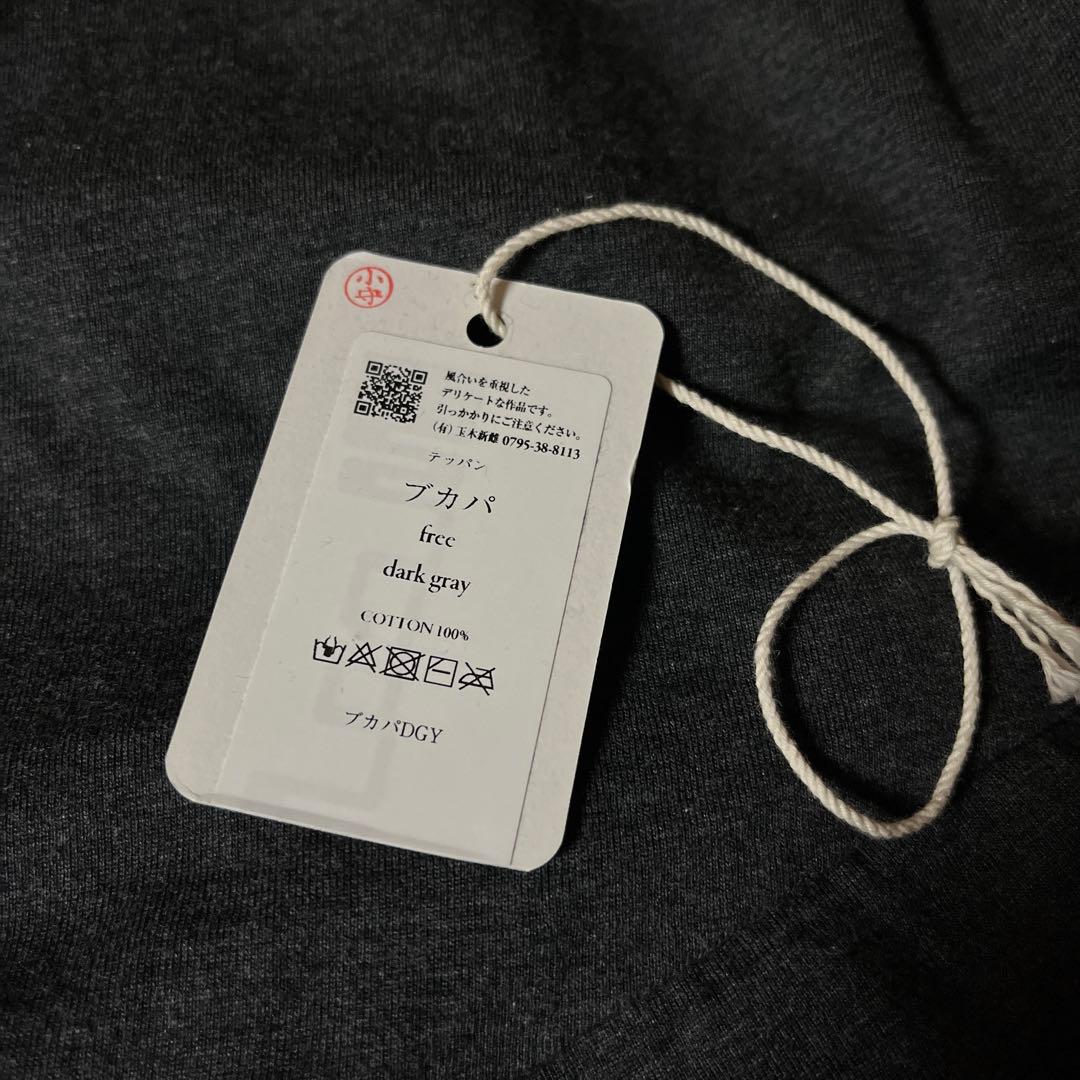 小守
風合いを重視した
デリケートな作品です。
引っかかりにご注意ください。
(有) 玉木新雌 0795-38-8113
テッパン
ブカパ
free
dark gray
COTTON 100%
ブカパDGY